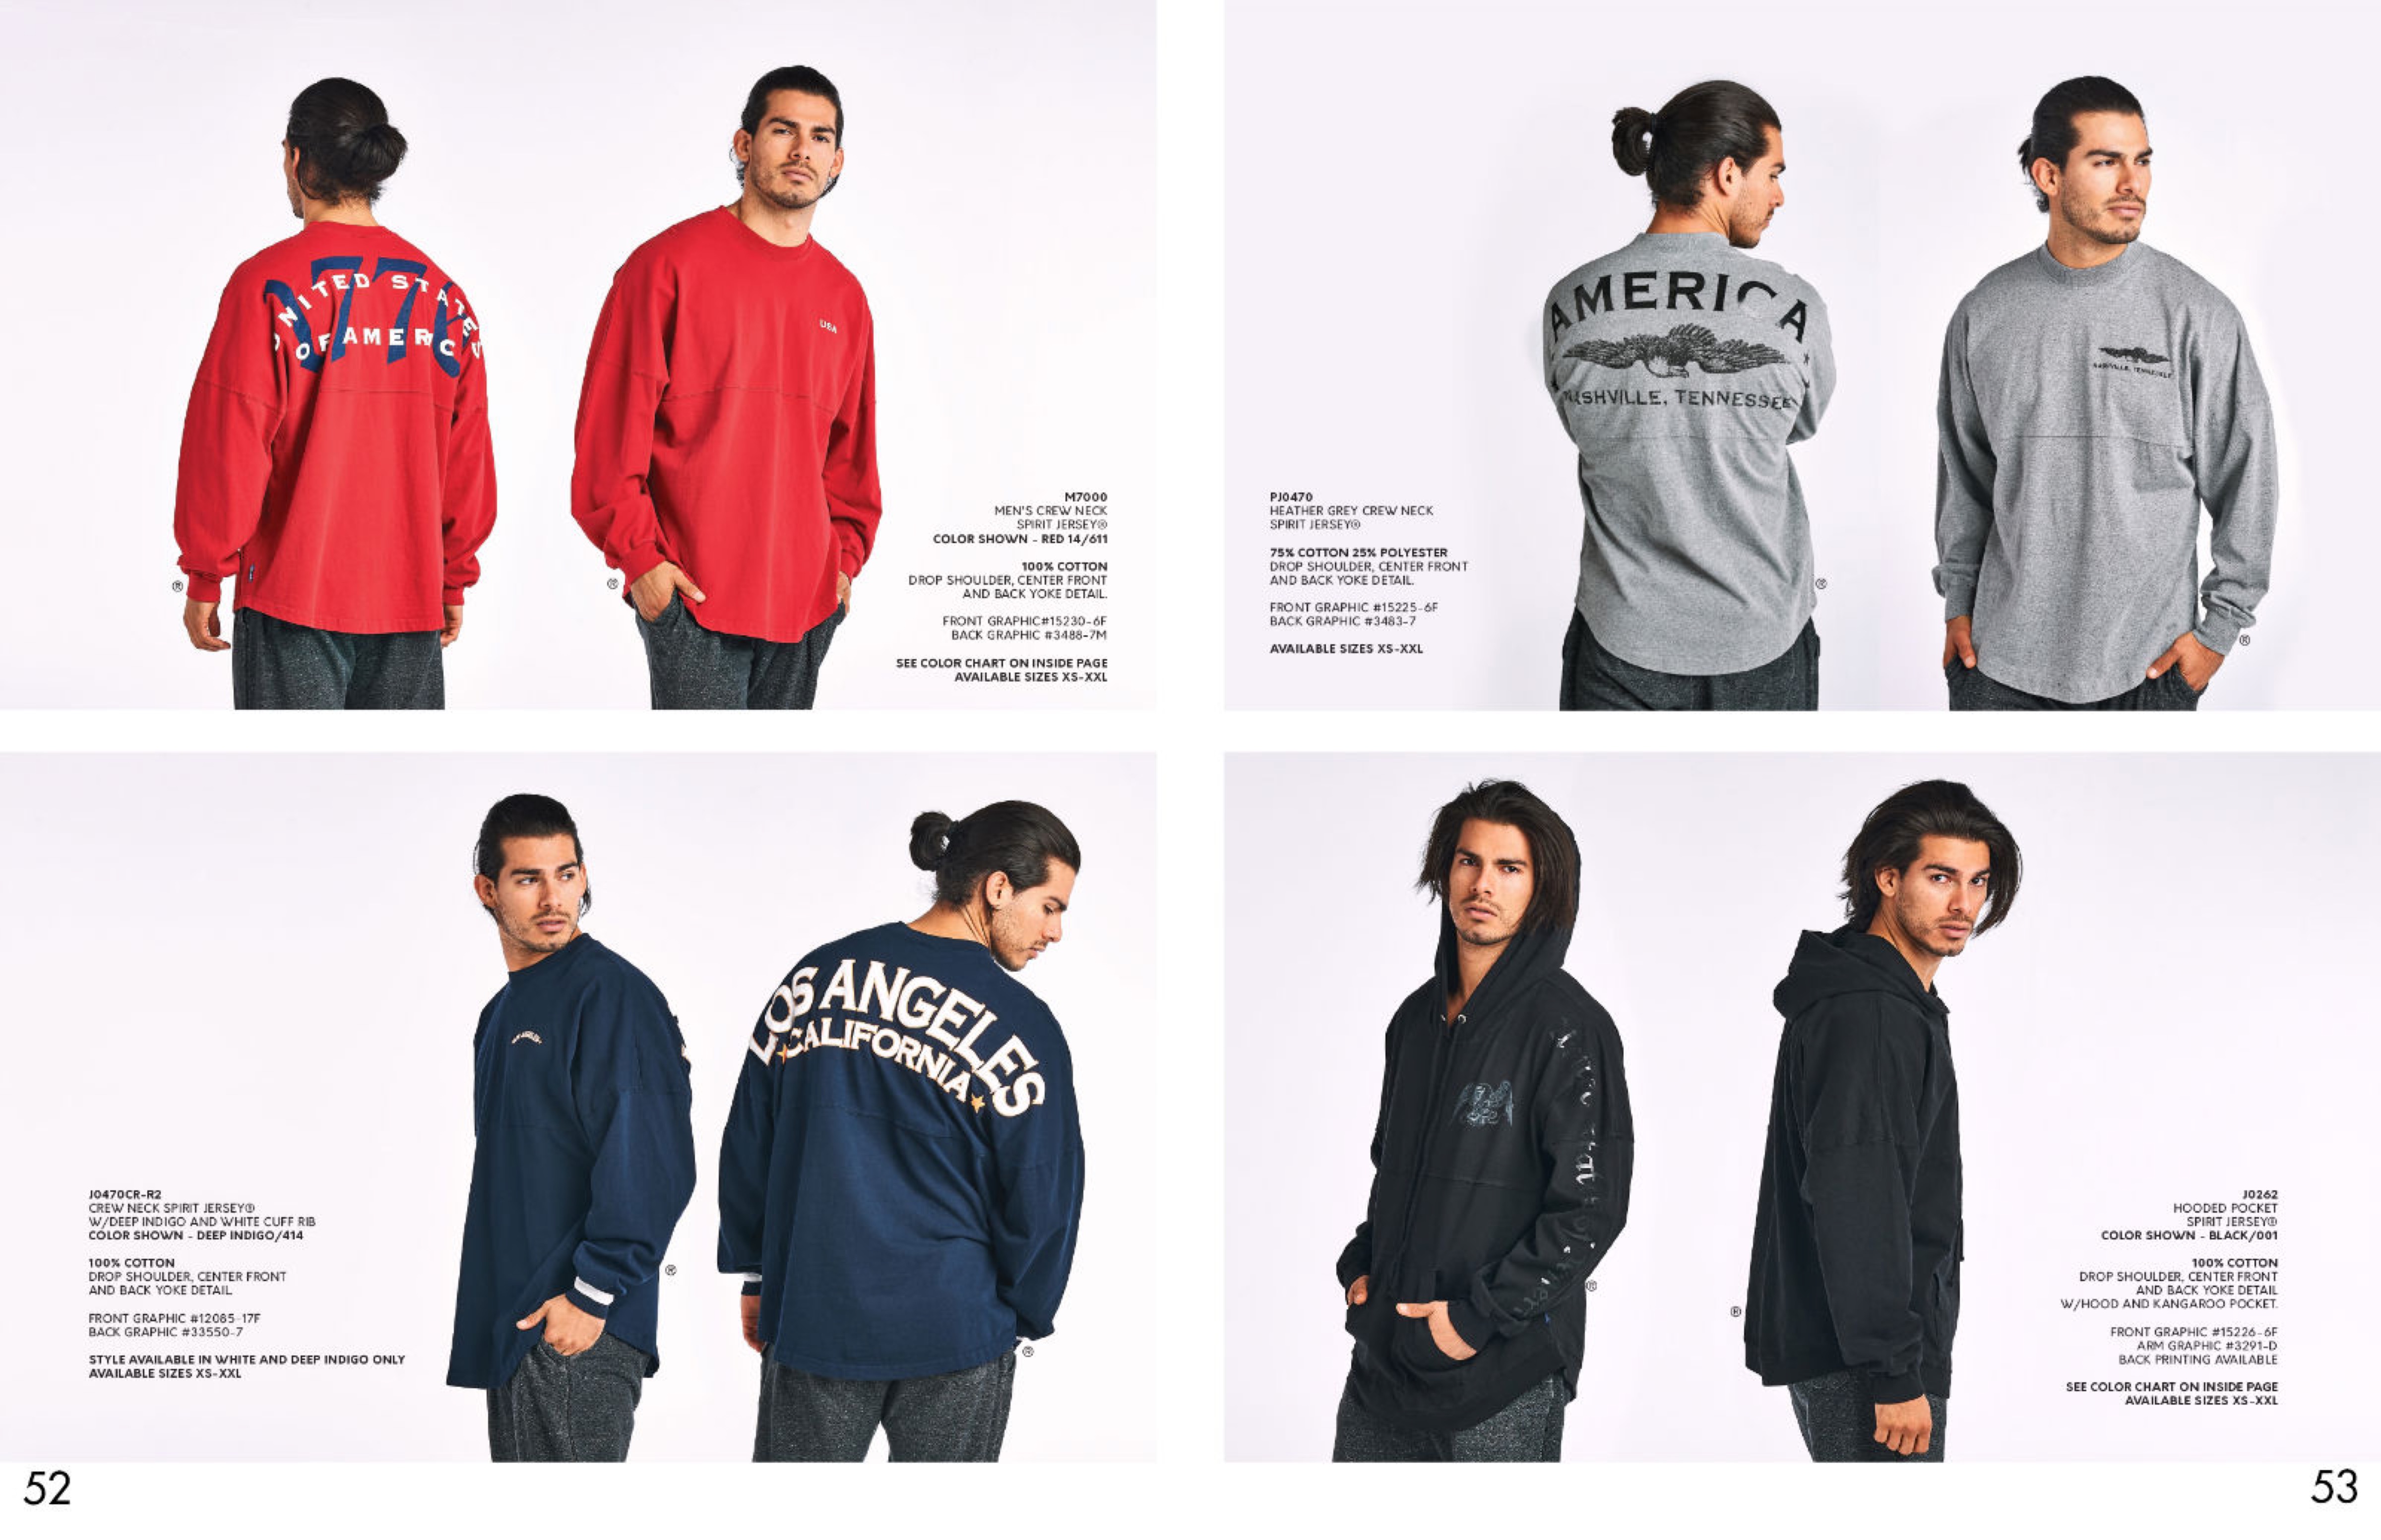 UNITED STATES
1776
OF AMERICA
USA
M7000
MEN'S CREW NECK
SPIRIT JERSEY®
COLOR SHOWN - RED 14/611
100% COTTON
DROP SHOULDER, CENTER FRONT
AND BACK YOKE DETAIL.
FRONT GRAPHIC#15230-6F
BACK GRAPHIC #3488-7M
SEE COLOR CHART ON INSIDE PAGE
AVAILABLE SIZES XS-XXL
®
®
AMERICA
NASHVILLE, TENNESSEE
NASHVILLE, TENNESSEE
PJ0470
HEATHER GREY CREW NECK
SPIRIT JERSEY®
75% COTTON 25% POLYESTER
DROP SHOULDER, CENTER FRONT
AND BACK YOKE DETAIL.
FRONT GRAPHIC #15225-6F
BACK GRAPHIC #3483-7
AVAILABLE SIZES XS-XXL
®
®
LOS ANGELES
CALIFORNIA
J0470CR-R2
CREW NECK SPIRIT JERSEY®
W/DEEP INDIGO AND WHITE CUFF RIB
COLOR SHOWN - DEEP INDIGO/414
100% COTTON
DROP SHOULDER, CENTER FRONT
AND BACK YOKE DETAIL
FRONT GRAPHIC #12085-17F
BACK GRAPHIC #33550-7
STYLE AVAILABLE IN WHITE AND DEEP INDIGO ONLY
AVAILABLE SIZES XS-XXL
®
®
J0262
HOODED POCKET
SPIRIT JERSEY®
COLOR SHOWN - BLACK/001
100% COTTON
DROP SHOULDER, CENTER FRONT
AND BACK YOKE DETAIL
W/HOOD AND KANGAROO POCKET.
FRONT GRAPHIC #15226-6F
ARM GRAPHIC #3291-D
BACK PRINTING AVAILABLE
SEE COLOR CHART ON INSIDE PAGE
AVAILABLE SIZES XS-XXL
®
®
52
53